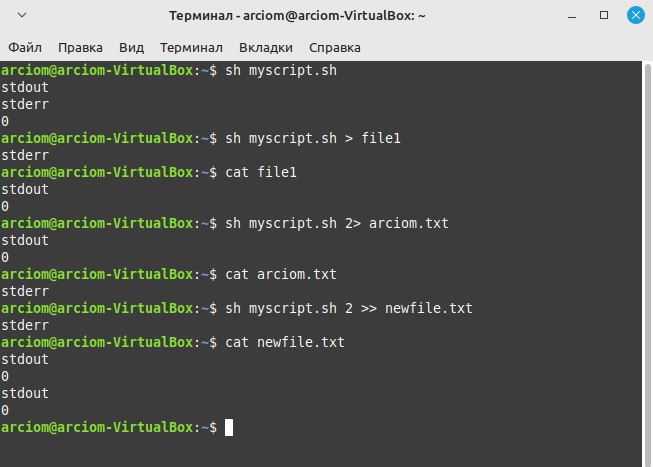 Терминал - arciom@arciom-VirtualBox: ~
Файл Правка Вид Терминал Вкладки Справка
arciom@arciom-VirtualBox:~$ sh myscript.sh
stdout
stderr
0
arciom@arciom-VirtualBox:~$ sh myscript.sh > file1
stderr
arciom@arciom-VirtualBox:~$ cat file1
stdout
0
arciom@arciom-VirtualBox:~$ sh myscript.sh 2> arciom.txt
stdout
0
arciom@arciom-VirtualBox:~$ cat arciom.txt
stderr
arciom@arciom-VirtualBox:~$ sh myscript.sh 2 >> newfile.txt
stderr
arciom@arciom-VirtualBox:~$ cat newfile.txt
stdout
0
stdout
0
arciom@arciom-VirtualBox:~$